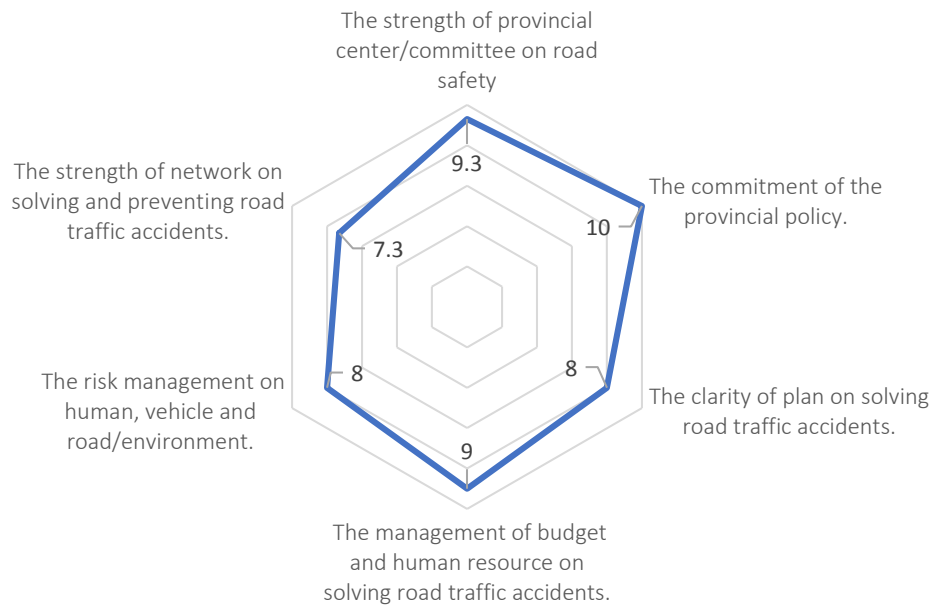 The strength of provincial
center/committee on road
safety
9.3
The commitment of the
provincial policy.
10
The strength of network on
solving and preventing road
traffic accidents.
7.3
The clarity of plan on solving
road traffic accidents.
8
The risk management on
human, vehicle and
road/environment.
8
9
The management of budget
and human resource on
solving road traffic accidents.